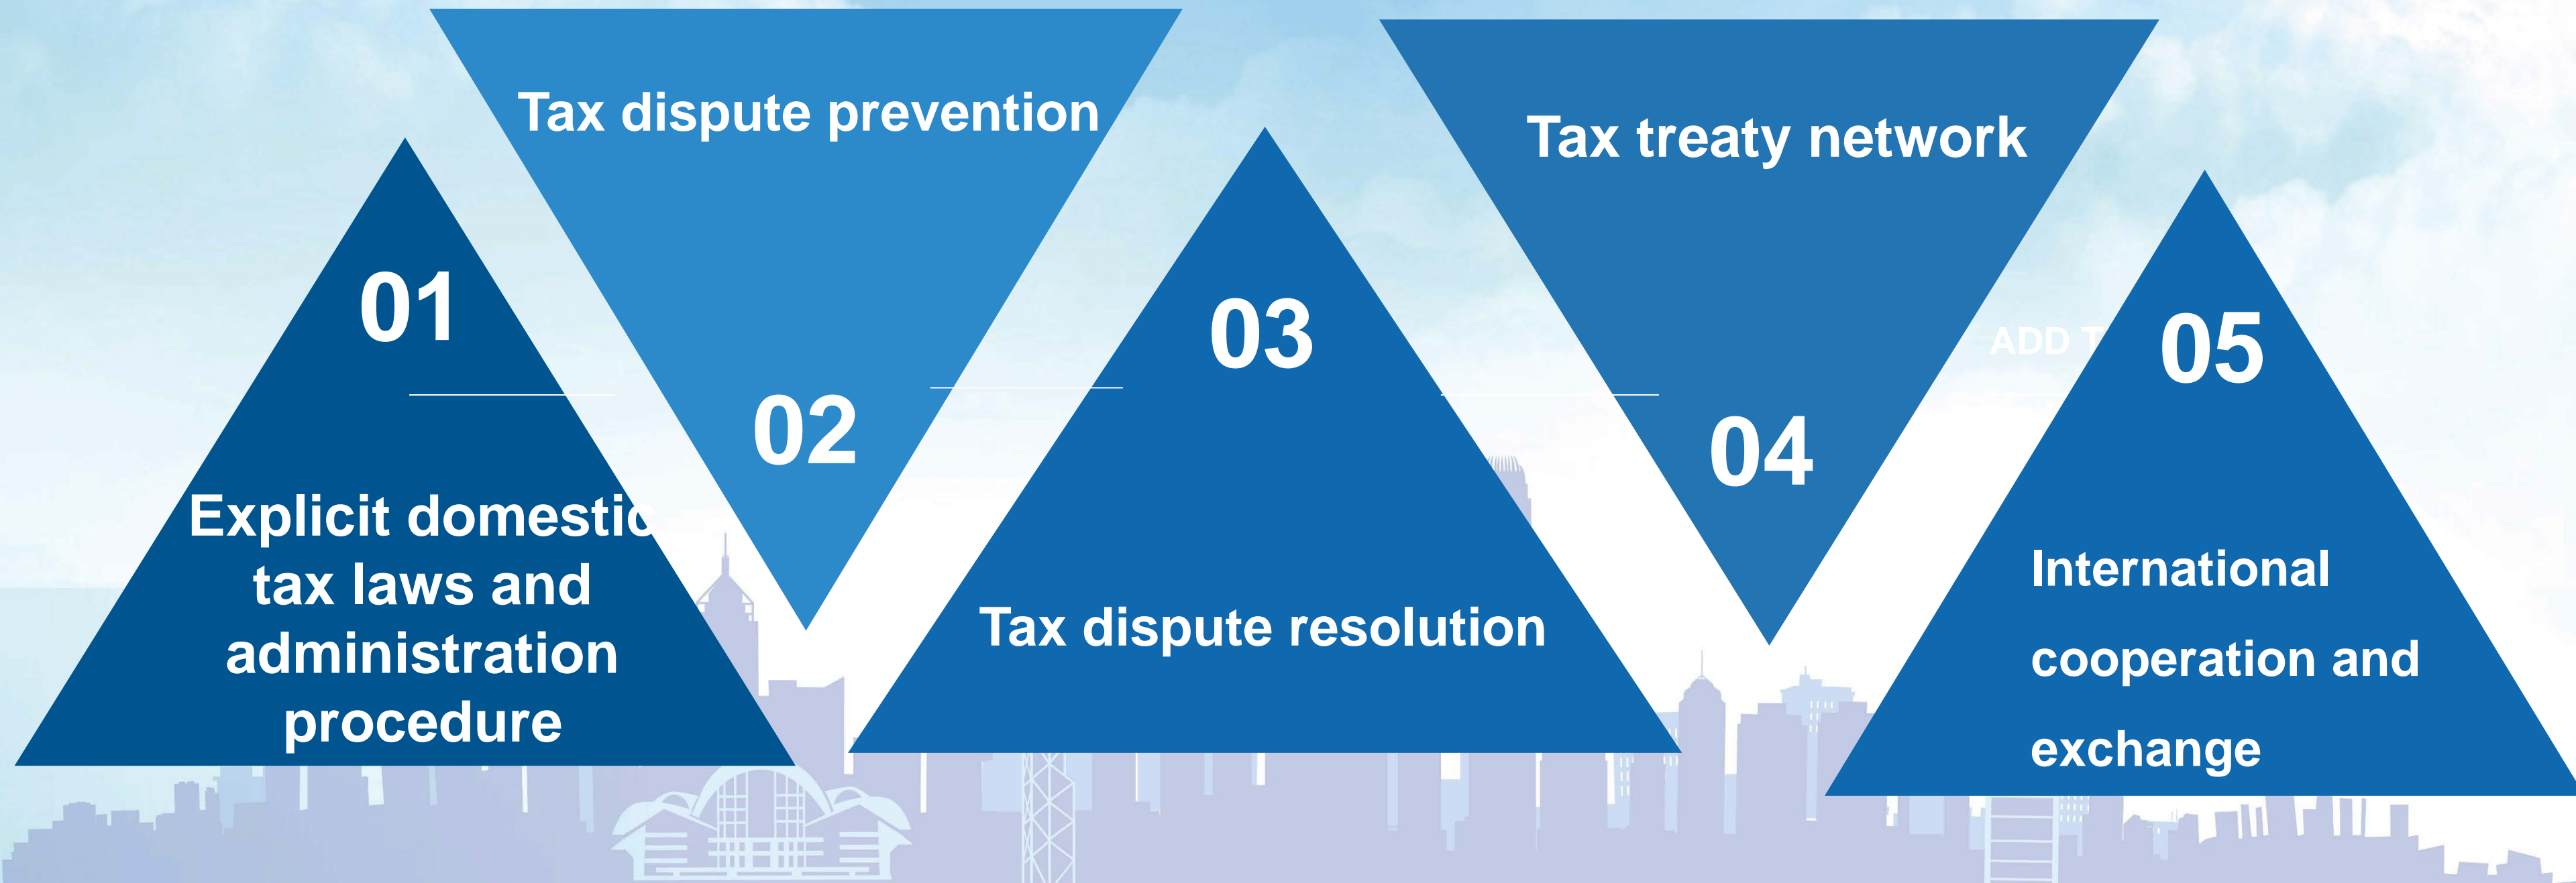 01
Explicit domestic
tax laws and
administration
procedure
Tax dispute prevention
02
03
Tax dispute resolution
Tax treaty network
04
ADD T
05
International
cooperation and
exchange